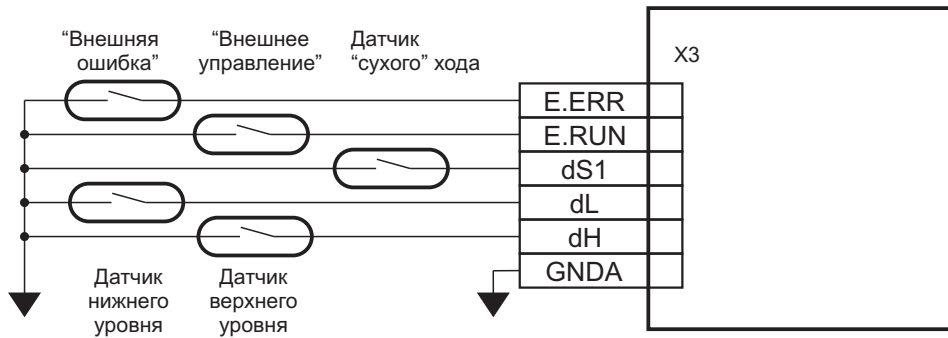 “Внешняя
ошибка”
“Внешнее
управление”
Датчик
“сухого” хода
X3
E.ERR
E.RUN
dS1
dL
dH
GNDA
Датчик
нижнего
уровня
Датчик
верхнего
уровня